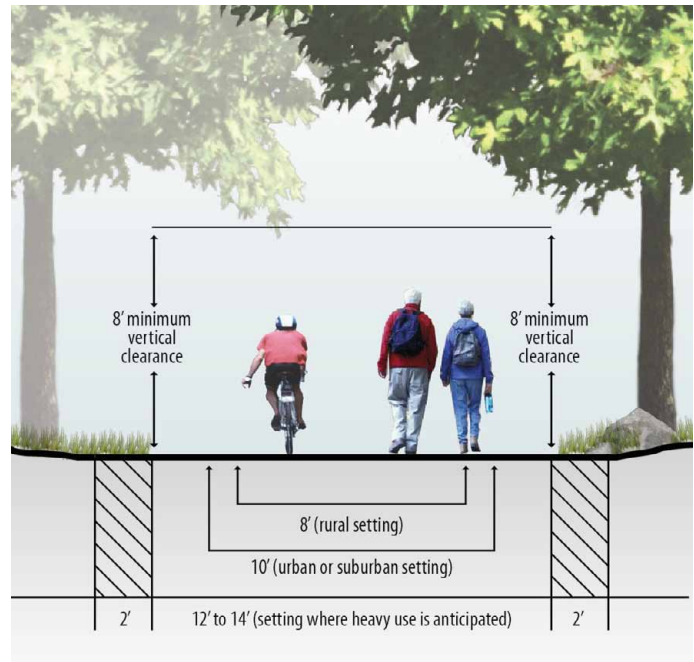 8’ minimum
vertical
clearance
8’ minimum
vertical
clearance
8’ (rural setting)
10’ (urban or suburban setting)
2’
12’ to 14’ (setting where heavy use is anticipated)
2’